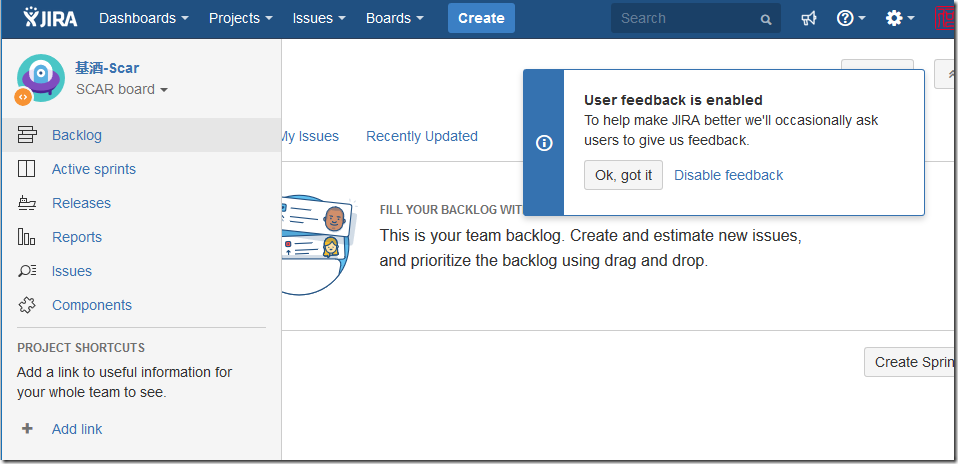 JIRA Dashboards Projects Issues Boards Create Search
基酒-Scar
SCAR board
Backlog
Active sprints
Releases
Reports
Issues
Components
PROJECT SHORTCUTS
Add a link to useful information for
your whole team to see.
Add link
My Issues Recently Updated
User feedback is enabled
To help make JIRA better we'll occasionally ask
users to give us feedback.
Ok, got it Disable feedback
FILL YOUR BACKLOG WIT
This is your team backlog. Create and estimate new issues,
and prioritize the backlog using drag and drop.
Create Sprin